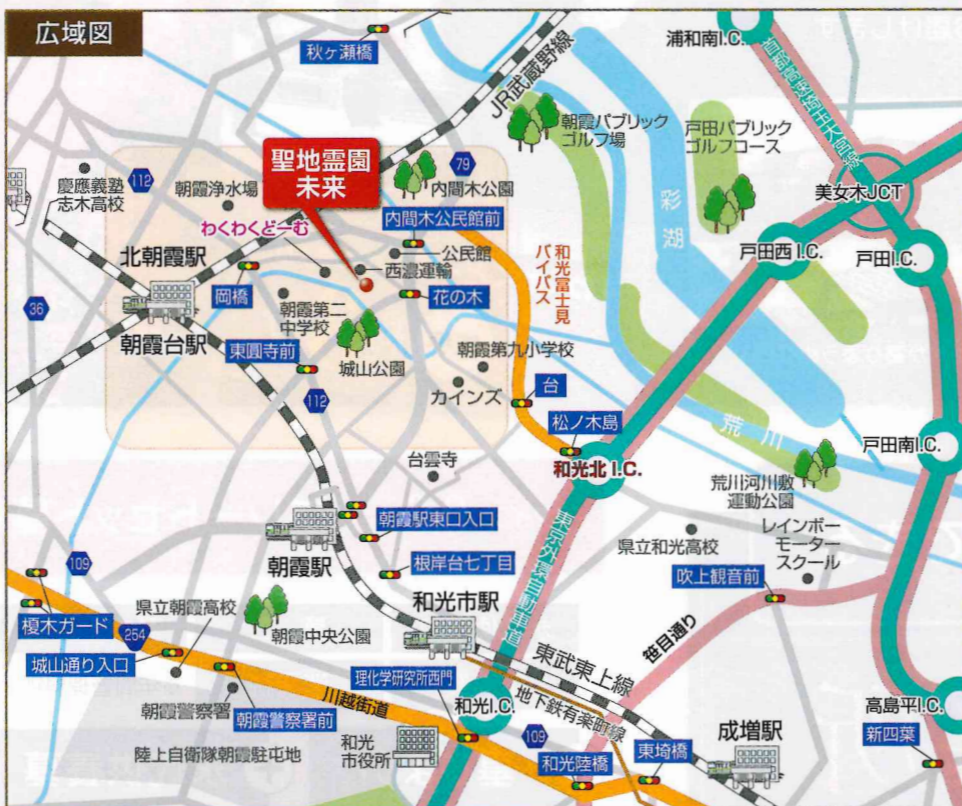 広域図
秋ヶ瀬橋
JR武蔵野線
浦和南I.C.
首都高速埼玉大宮線
朝霞パブリック
ゴルフ場
戸田パブリック
ゴルフコース
彩湖
美女木JCT
聖地霊園
未来
79
内間木公園
慶應義塾
志木高校
112
朝霞浄水場
わくわくどーむ
内間木公民館前
公民館
西濃運輸
和光富士見
バイパス
戸田西I.C.
戸田I.C.
北朝霞駅
岡橋
花の木
36
朝霞第二
中学校
朝霞台駅
東圓寺前
城山公園
朝霞第九小学校
カインズ
台
112
松ノ木島
荒川
戸田南I.C.
和光北I.C.
台雲寺
荒川河川敷
運動公園
朝霞駅東口入口
東京外環自動車道
県立和光高校
レインボー
モーター
スクール
朝霞駅
根岸台七丁目
109
吹上観音前
榎木ガード
県立朝霞高校
和光市駅
254
朝霞中央公園
笹目通り
城山通り入口
理化学研究所西門
東武東上線
川越街道
和光I.C.
地下鉄有楽町線
高島平I.C.
朝霞警察署
朝霞警察署前
109
成増駅
新四葉
陸上自衛隊朝霞駐屯地
和光
市役所
和光陸橋
東埼橋